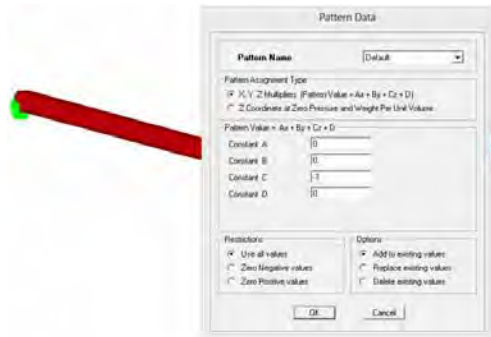 Pattern Data
Pattern Name Default
Pattern Assignment Type
X, Y, Z Multipliers (Pattern Value = Ax + By + Cz + D)
Z Coordinate at Zero Pressure and Weight Per Unit Volume
Pattern Value = Ax + By + Cz + D
Constant A 0
Constant B 0
Constant C -1
Constant D 0
Restrictions
Use all values
Zero Negative values
Zero Positive values
Options
Add to existing values
Replace existing values
Delete existing values
OK Cancel